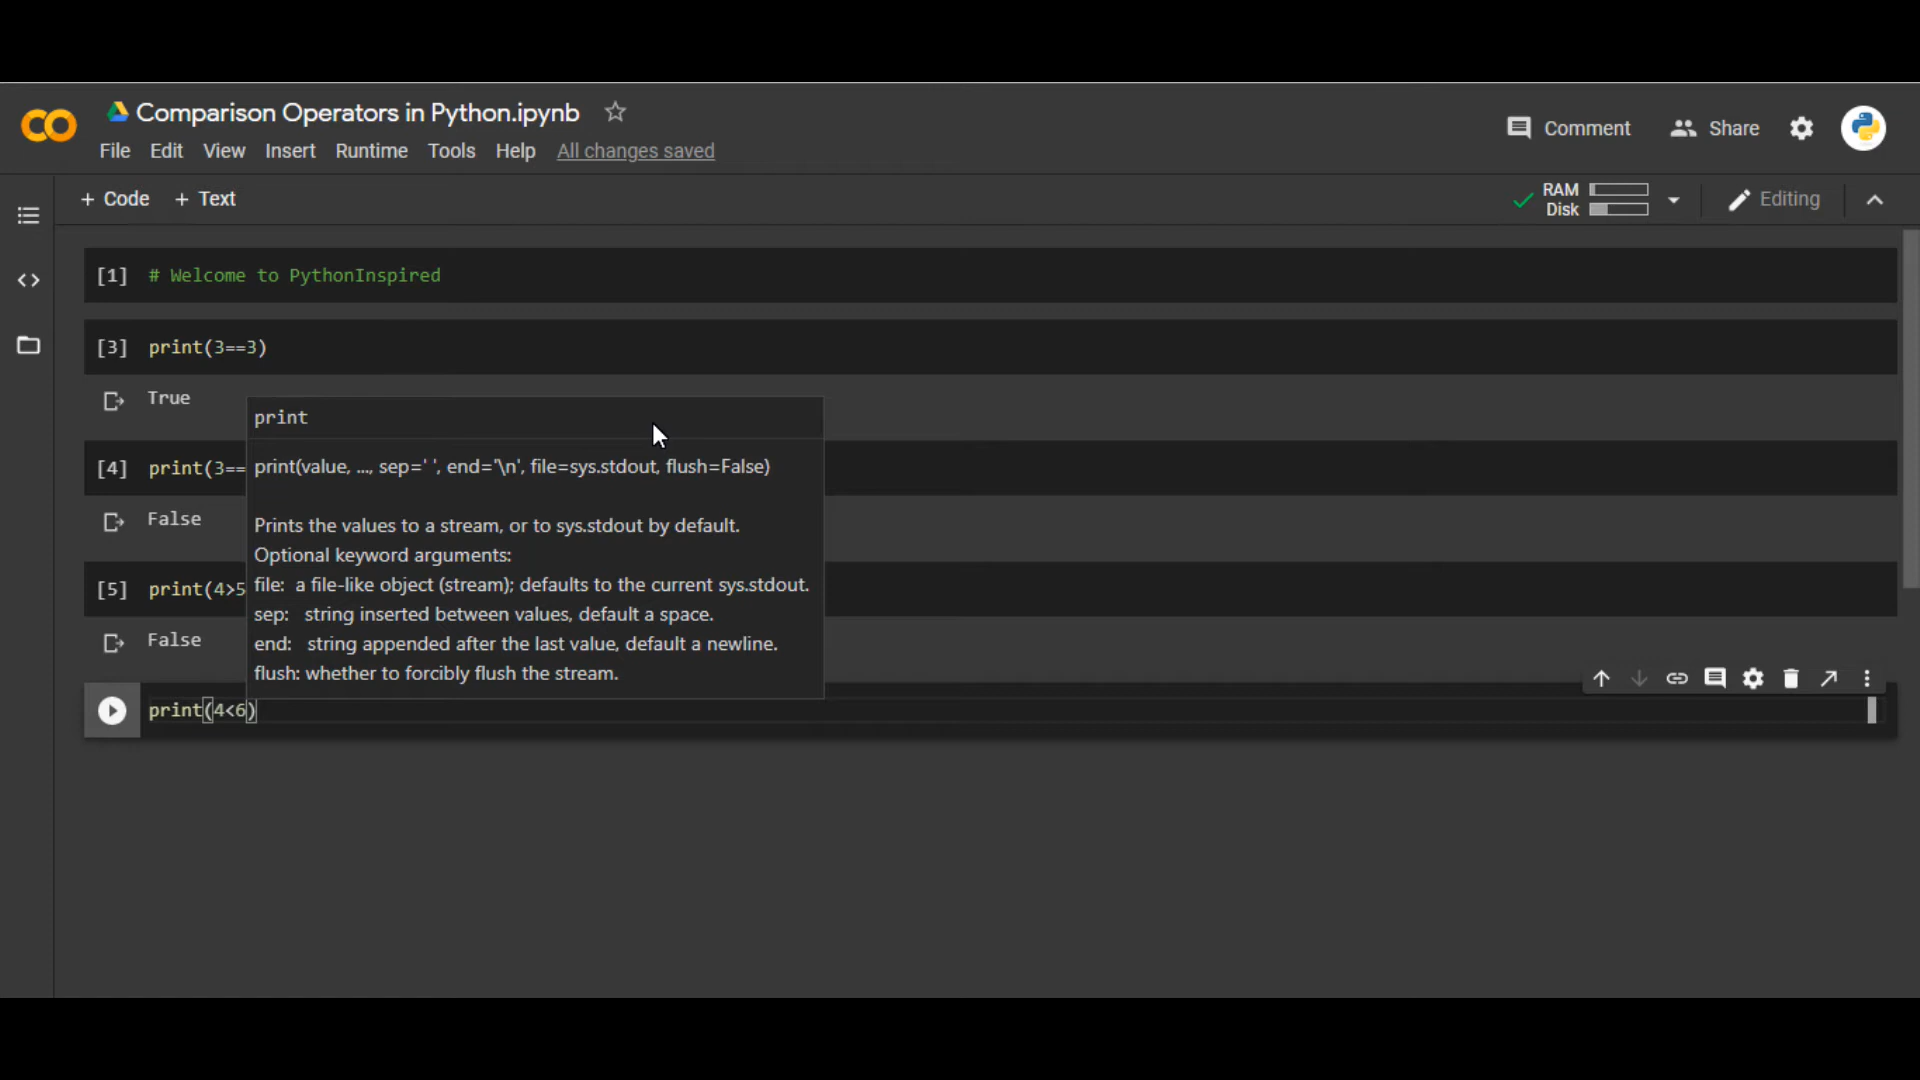 Comparison Operators in Python.ipynb
File Edit View Insert Runtime Tools Help All changes saved
Comment Share
+ Code + Text
RAM
Disk
Editing
[1] # Welcome to PythonInspired
[3] print(3==3)
True
print
[4] print(3==
print(value, ..., sep=' ', end='\n', file=sys.stdout, flush=False)
False
Prints the values to a stream, or to sys.stdout by default.
Optional keyword arguments:
[5] print(4>5
file: a file-like object (stream); defaults to the current sys.stdout.
sep: string inserted between values, default a space.
False
end: string appended after the last value, default a newline.
flush: whether to forcibly flush the stream.
print(4<6)